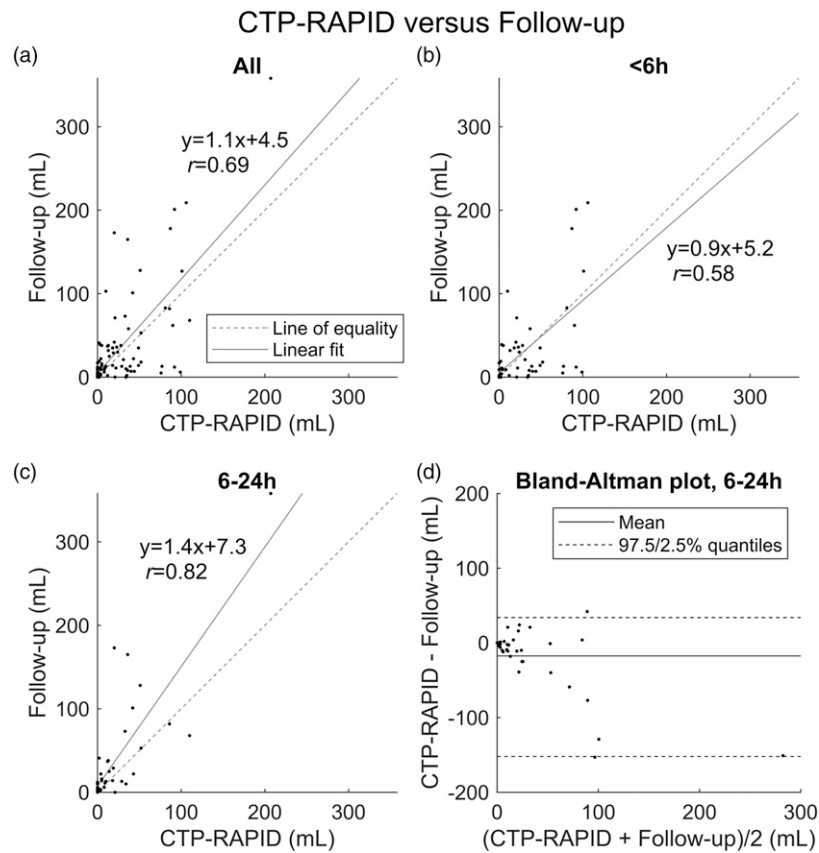 CTP-RAPID versus Follow-up
(a)
All
Follow-up (mL)
300
200
100
0
y=1.1x+4.5
r=0.69
Line of equality
Linear fit
0 100 200 300
CTP-RAPID (mL)
(b)
<6h
Follow-up (mL)
300
200
100
0
y=0.9x+5.2
r=0.58
0 100 200 300
CTP-RAPID (mL)
(c)
6-24h
Follow-up (mL)
300
200
100
0
y=1.4x+7.3
r=0.82
0 100 200 300
CTP-RAPID (mL)
(d)
Bland-Altman plot, 6-24h
CTP-RAPID - Follow-up (mL)
200
100
0
-100
-200
Mean
97.5/2.5% quantiles
0 100 200 300
(CTP-RAPID + Follow-up)/2 (mL)